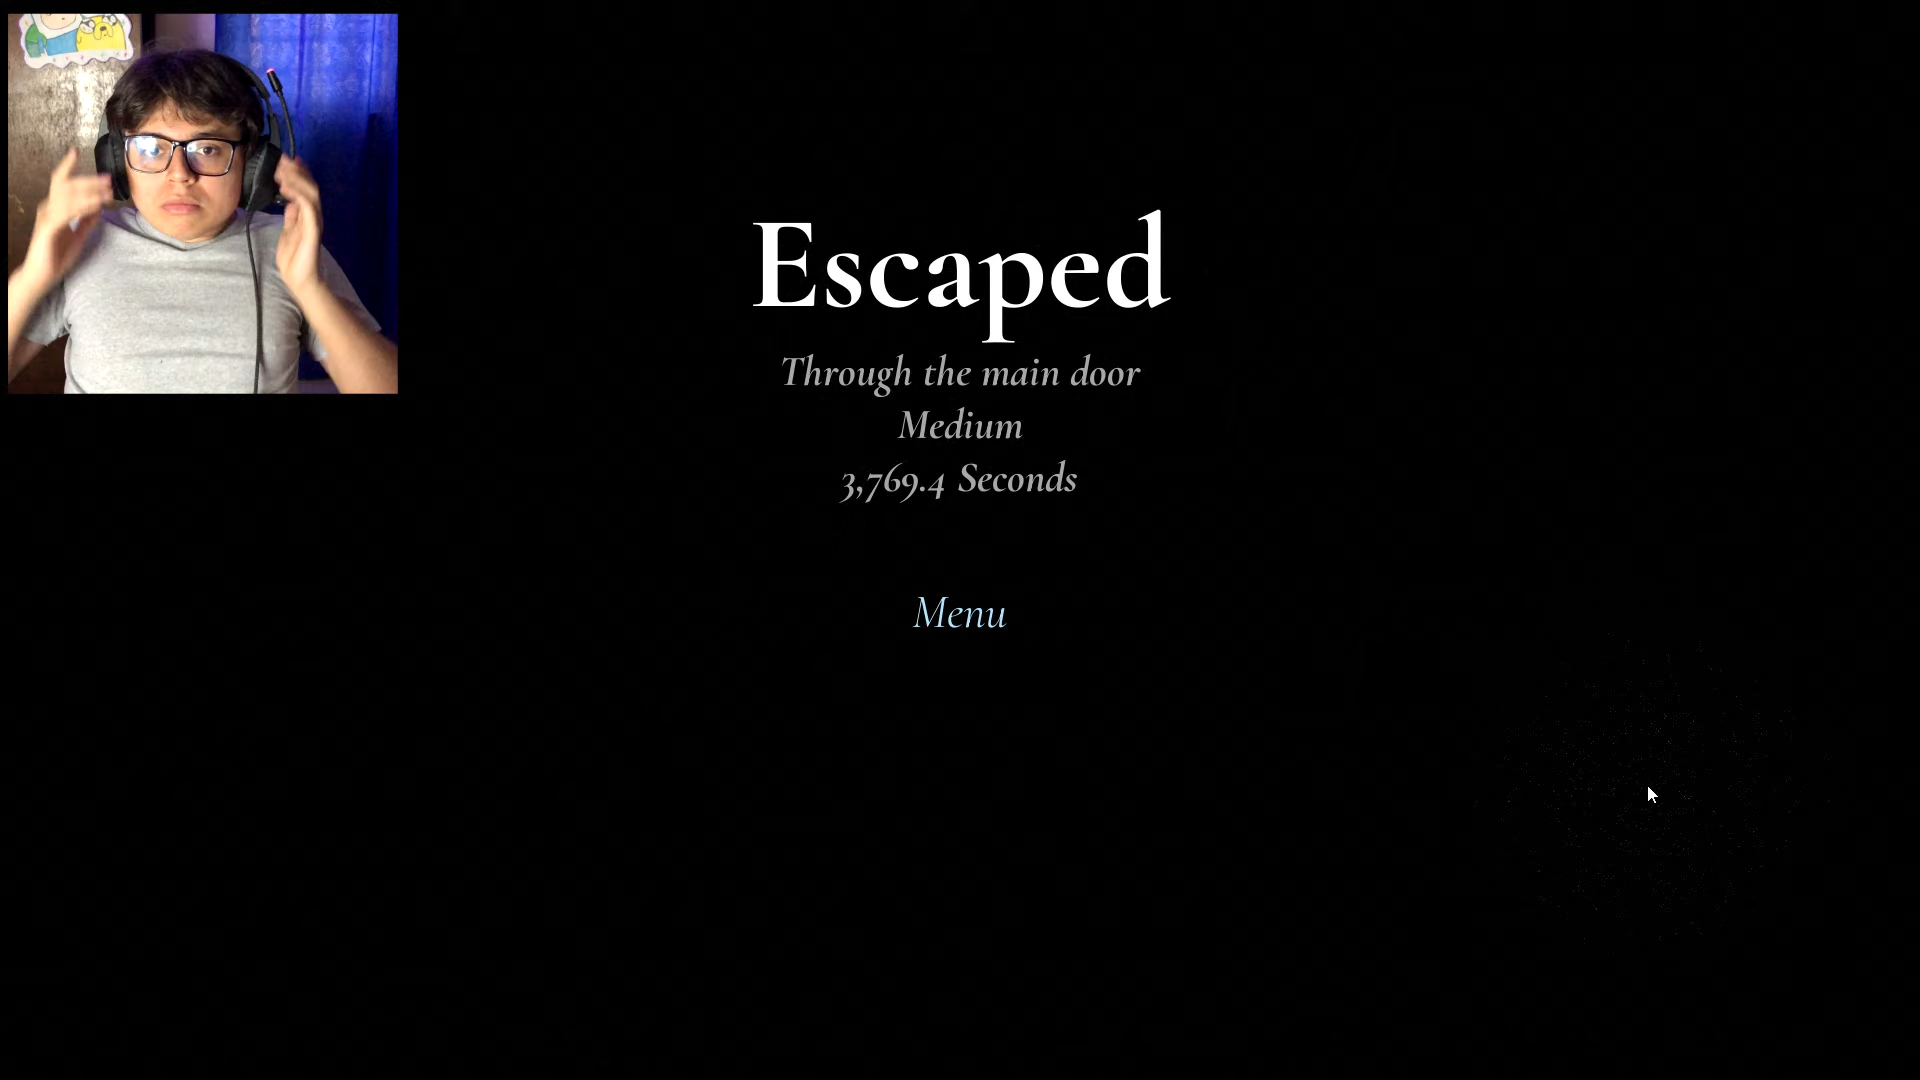 Escaped
Through the main door
Medium
3,769.4 Seconds
Menu